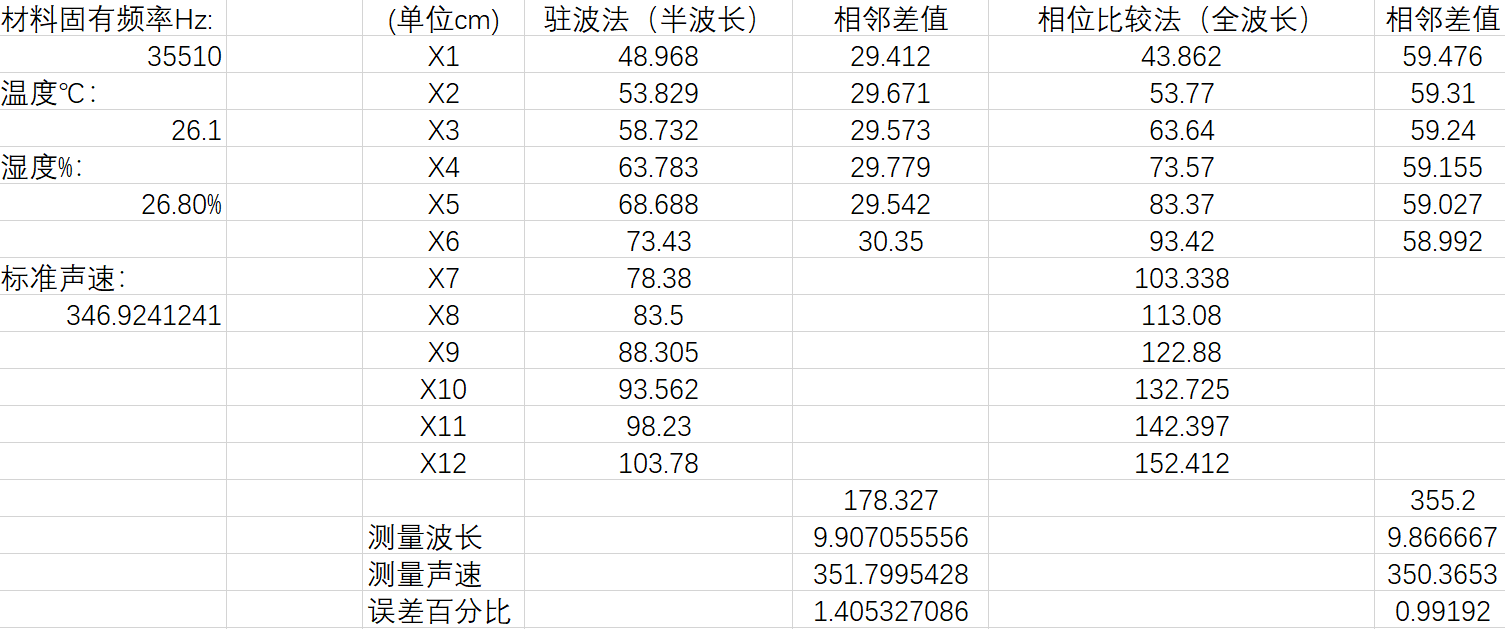 材料固有频率Hz: (单位cm) 驻波法（半波长） 相邻差值 相位比较法（全波长） 相邻差值
35510 X1 48.968 29.412 43.862 59.476
温度℃: X2 53.829 29.671 53.77 59.31
26.1 X3 58.732 29.573 63.64 59.24
湿度%: X4 63.783 29.779 73.57 59.155
26.80% X5 68.688 29.542 83.37 59.027
X6 73.43 30.35 93.42 58.992
标准声速: X7 78.38 103.338
346.9241241 X8 83.5 113.08
X9 88.305 122.88
X10 93.562 132.725
X11 98.23 142.397
X12 103.78 152.412
178.327 355.2
测量波长 9.907055556 9.866667
测量声速 351.7995428 350.3653
误差百分比 1.405327086 0.99192